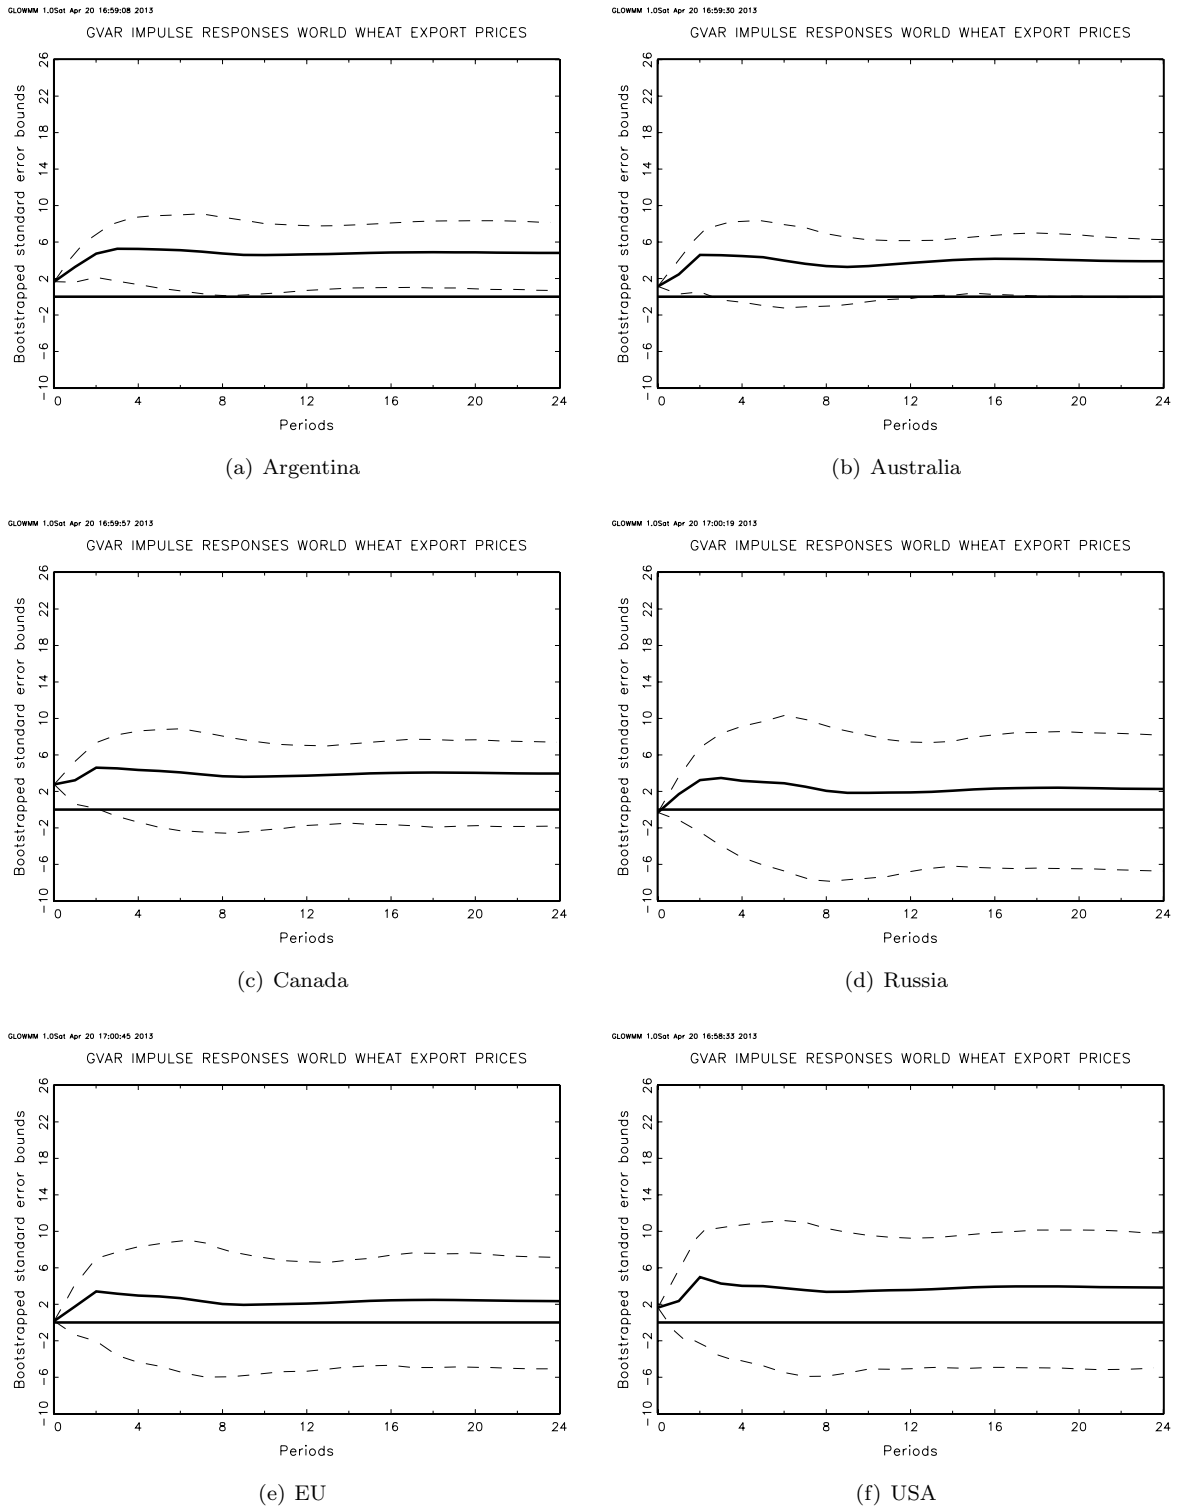 GLOWMM 1.0Sat Apr 20 16:59:08 2013
GVAR IMPULSE RESPONSES WORLD WHEAT EXPORT PRICES
Bootstrapped standard error bounds
26
22
18
14
10
6
2
-2
-6
-10
0 4 8 12 16 20 24
Periods
(a) Argentina
GLOWMM 1.0Sat Apr 20 16:59:30 2013
GVAR IMPULSE RESPONSES WORLD WHEAT EXPORT PRICES
Bootstrapped standard error bounds
26
22
18
14
10
6
2
-2
-6
-10
0 4 8 12 16 20 24
Periods
(b) Australia
GLOWMM 1.0Sat Apr 20 16:59:57 2013
GVAR IMPULSE RESPONSES WORLD WHEAT EXPORT PRICES
Bootstrapped standard error bounds
26
22
18
14
10
6
2
-2
-6
-10
0 4 8 12 16 20 24
Periods
(c) Canada
GLOWMM 1.0Sat Apr 20 17:00:19 2013
GVAR IMPULSE RESPONSES WORLD WHEAT EXPORT PRICES
Bootstrapped standard error bounds
26
22
18
14
10
6
2
-2
-6
-10
0 4 8 12 16 20 24
Periods
(d) Russia
GLOWMM 1.0Sat Apr 20 17:00:45 2013
GVAR IMPULSE RESPONSES WORLD WHEAT EXPORT PRICES
Bootstrapped standard error bounds
26
22
18
14
10
6
2
-2
-6
-10
0 4 8 12 16 20 24
Periods
(e) EU
GLOWMM 1.0Sat Apr 20 16:58:33 2013
GVAR IMPULSE RESPONSES WORLD WHEAT EXPORT PRICES
Bootstrapped standard error bounds
26
22
18
14
10
6
2
-2
-6
-10
0 4 8 12 16 20 24
Periods
(f) USA